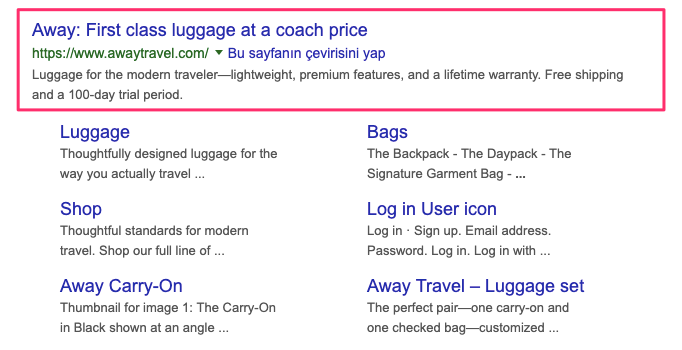 Away: First class luggage at a coach price
https://www.awaytravel.com/ Bu sayfanın çevirisini yap
Luggage for the modern traveler—lightweight, premium features, and a lifetime warranty. Free shipping
and a 100-day trial period.
Luggage
Thoughtfully designed luggage for the
way you actually travel ...
Bags
The Backpack - The Daypack - The
Signature Garment Bag - ...
Shop
Thoughtful standards for modern
travel. Shop our full line of ...
Log in User icon
Log in · Sign up. Email address.
Password. Log in. Log in with ...
Away Carry-On
Thumbnail for image 1: The Carry-On
in Black shown at an angle ...
Away Travel – Luggage set
The perfect pair—one carry-on and
one checked bag—customized ...